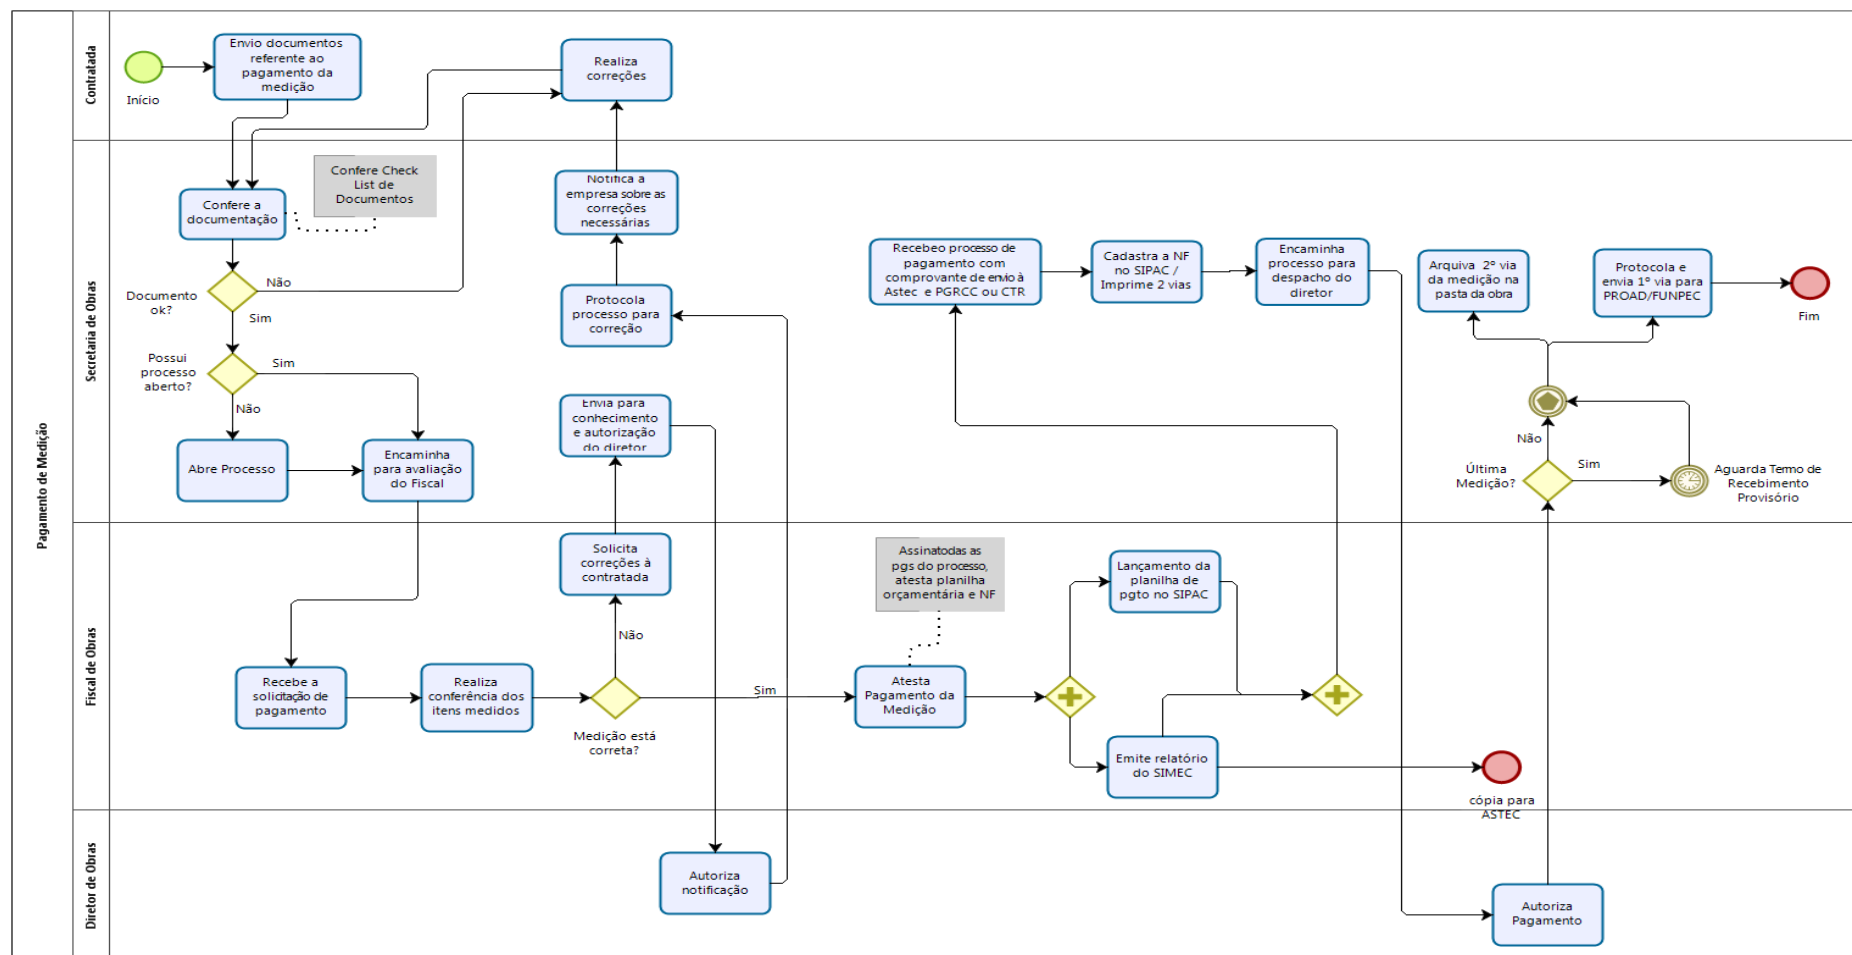 Pagamento de Medição
Contratada
Início
Envio documentos
referente ao
pagamento da
medição
Realiza
correções
Secretaria de Obras
Confere a
documentação
Confere Check
List de
Documentos
Documento
ok?
Não
Sim
Possui
processo
aberto?
Sim
Não
Abre Processo
Encaminha
para avaliação
do Fiscal
Notifica a
empresa sobre as
correções
necessárias
Protocola
processo para
correção
Envia para
conhecimento
e autorização
do diretor
Recebeo processo de
pagamento com
comprovante de envio à
Astec e PGRCC ou CTR
Cadastra a NF
no SIPAC /
Imprime 2 vias
Encaminha
processo para
despacho do
diretor
Arquiva 2º via
da medição na
pasta da obra
Protocola e
envia 1º via para
PROAD/FUNPEC
Fim
Não
Última
Medição?
Sim
Aguarda Termo de
Recebimento
Provisório
Fiscal de Obras
Recebe a
solicitação de
pagamento
Realiza
conferência dos
itens medidos
Solicita
correções à
contratada
Não
Medição está
correta?
Sim
Assinatodas as
pgs do processo,
atesta planilha
orçamentária e NF
Atesta
Pagamento da
Medição
Lançamento da
planilha de
pgto no SIPAC
Emite relatório
do SIMEC
cópia para
ASTEC
Diretor de Obras
Autoriza
notificação
Autoriza
Pagamento